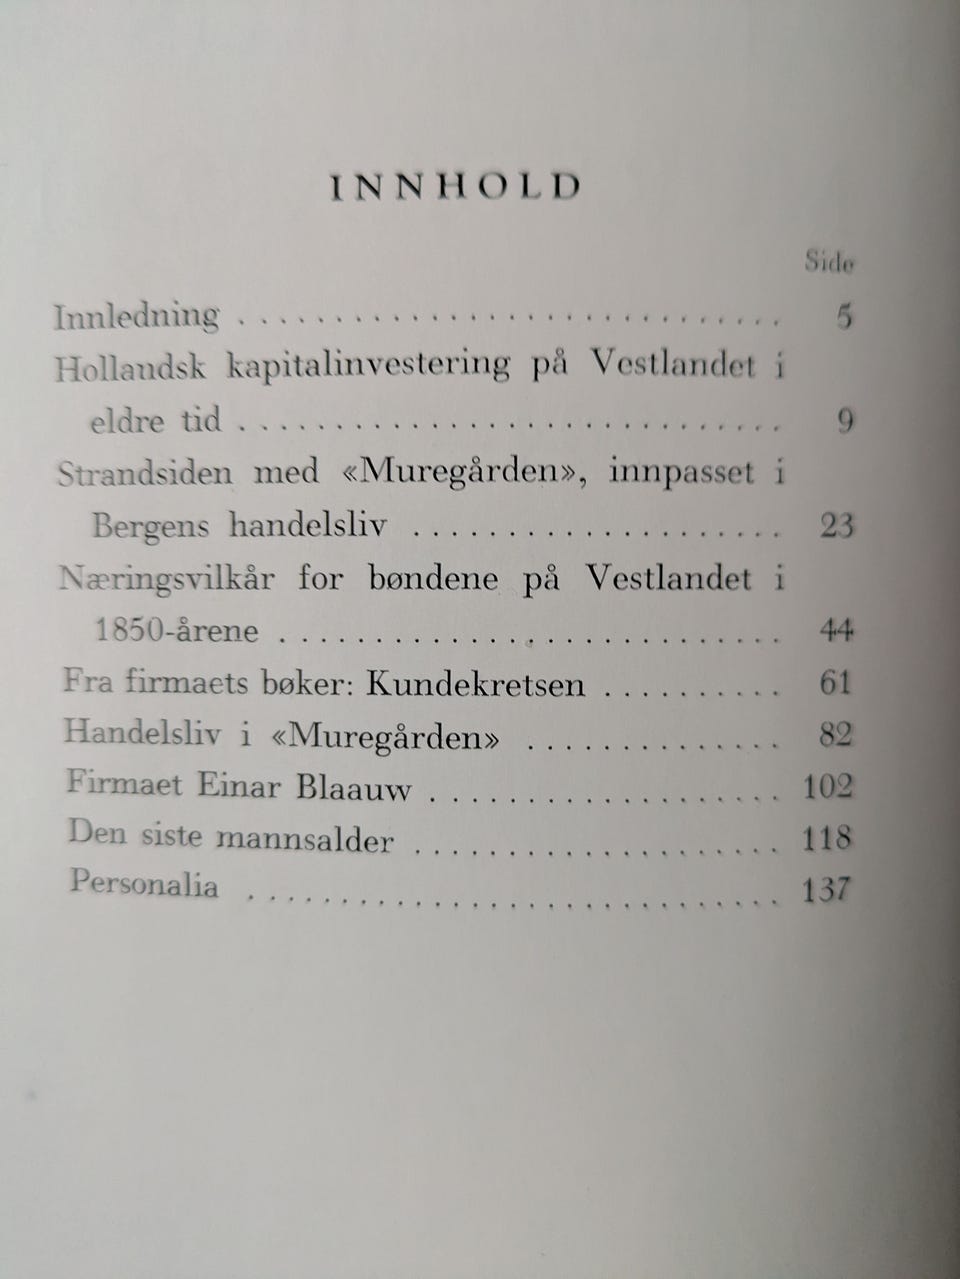 INNHOLD
Side
Innledning . . . . . . . . . . . . . . . . . . . . . . . . . . . . 5
Hollandsk kapitalinvestering på Vestlandet i
eldre tid . . . . . . . . . . . . . . . . . . . . . . . . . . . . 9
Strandsiden med «Muregården», innpasset i
Bergens handelsliv . . . . . . . . . . . . . . . . . . . 23
Næringsvilkår for bøndene på Vestlandet i
1850-årene . . . . . . . . . . . . . . . . . . . . . . . . . . 44
Fra firmaets bøker: Kundekretsen . . . . . . . . . . 61
Handelsliv i «Muregården» . . . . . . . . . . . . . 82
Firmaet Einar Blaauw . . . . . . . . . . . . . . . . . . 102
Den siste mannsalder . . . . . . . . . . . . . . . . . . . 118
Personalia . . . . . . . . . . . . . . . . . . . . . . . . . . . . 137